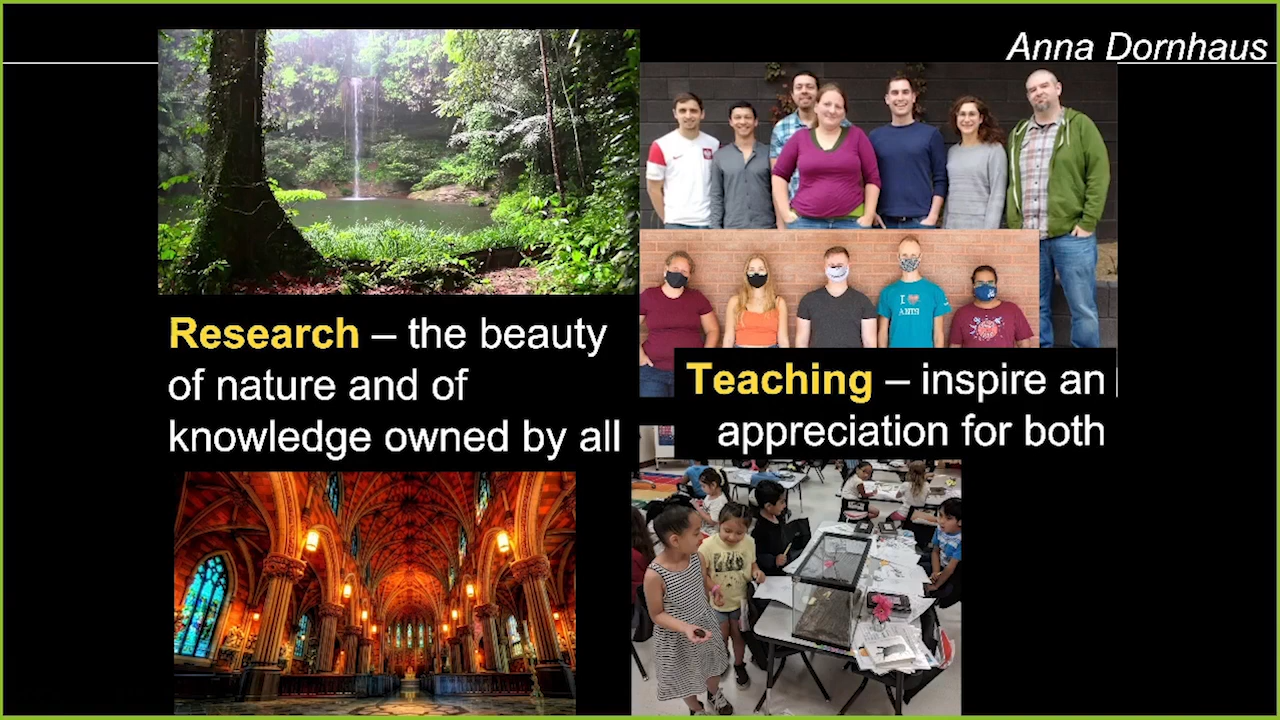 Anna Dornhaus
Research – the beauty
of nature and of
knowledge owned by all
Teaching – inspire an
appreciation for both
I
ANTS